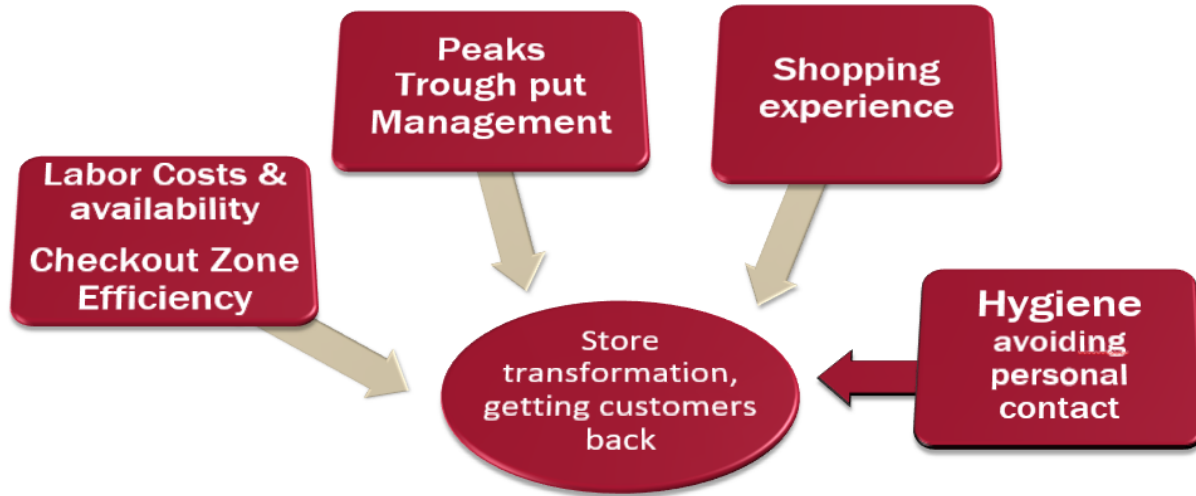 Peaks
Trough put
Management
Shopping
experience
Labor Costs &
availability
Checkout Zone
Efficiency
Hygiene
avoiding
personal
contact
Store
transformation,
getting customers
back